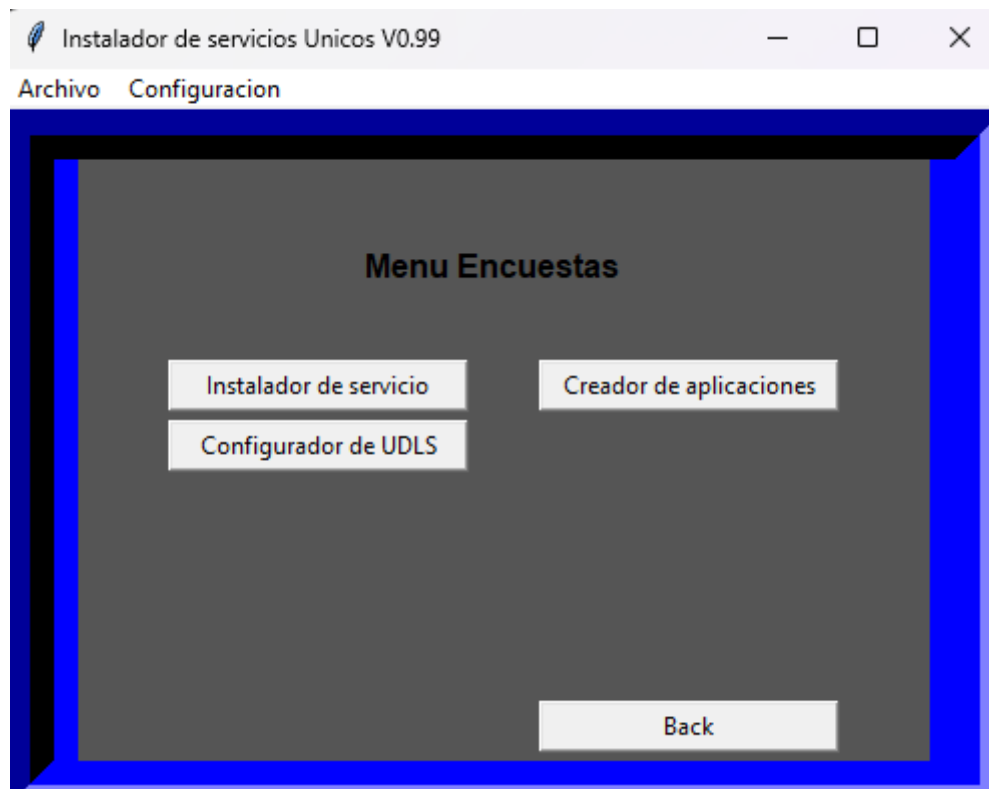 Instalador de servicios Unicos V0.99
Archivo Configuracion
Menu Encuestas
Instalador de servicio Creador de aplicaciones
Configurador de UDLS
Back